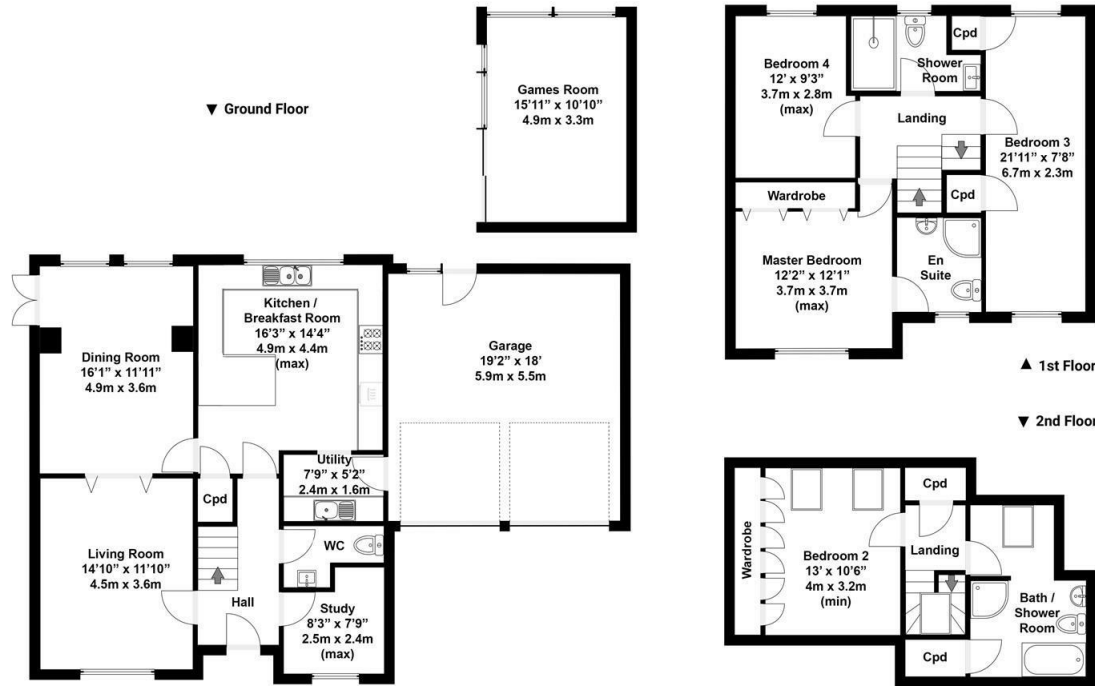 ▼ Ground Floor
Games Room
15'11” x 10'10”
4.9m x 3.3m
Dining Room
16'1” x 11'11”
4.9m x 3.6m
Kitchen /
Breakfast Room
16'3” x 14'4”
4.9m x 4.4m
(max)
Garage
19'2” x 18'
5.9m x 5.5m
Utility
7'9” x 5'2”
2.4m x 1.6m
Cpd
WC
Living Room
14'10” x 11'10”
4.5m x 3.6m
Hall
Study
8'3” x 7'9”
2.5m x 2.4m
(max)
Bedroom 4
12' x 9'3”
3.7m x 2.8m
(max)
Shower
Room
Cpd
Landing
Bedroom 3
21'11” x 7'8”
6.7m x 2.3m
Wardrobe
Cpd
Master Bedroom
12'2” x 12'1”
3.7m x 3.7m
(max)
En
Suite
▲ 1st Floor
▼ 2nd Floor
Wardrobe
Bedroom 2
13' x 10'6”
4m x 3.2m
(min)
Cpd
Landing
Bath /
Shower
Room
Cpd